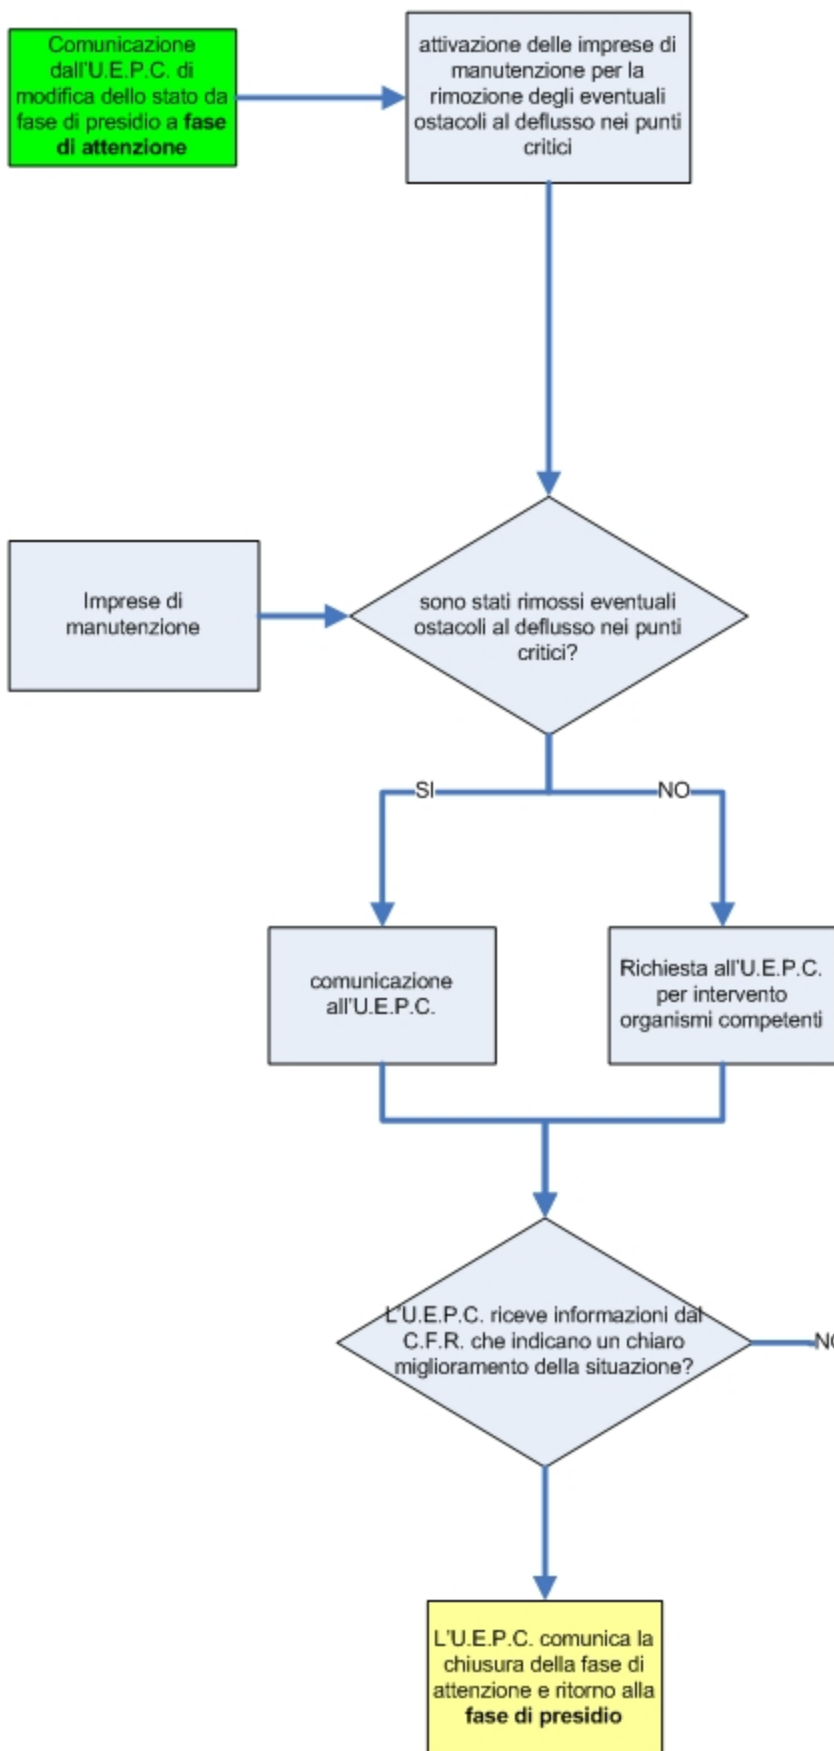 Comunicazione
dall'U.E.P.C. di
modifica dello stato da
fase di presidio a fase
di attenzione
attivazione delle imprese di
manutenzione per la
rimozione degli eventuali
ostacoli al deflusso nei punti
critici
Imprese di
manutenzione
sono stati rimossi eventuali
ostacoli al deflusso nei punti
critici?
SI
NO
comunicazione
all'U.E.P.C.
Richiesta all'U.E.P.C.
per intervento
organismi competenti
L'U.E.P.C. riceve informazioni dal
C.F.R. che indicano un chiaro
miglioramento della situazione?
NO
L'U.E.P.C. comunica la
chiusura della fase di
attenzione e ritorno alla
fase di presidio